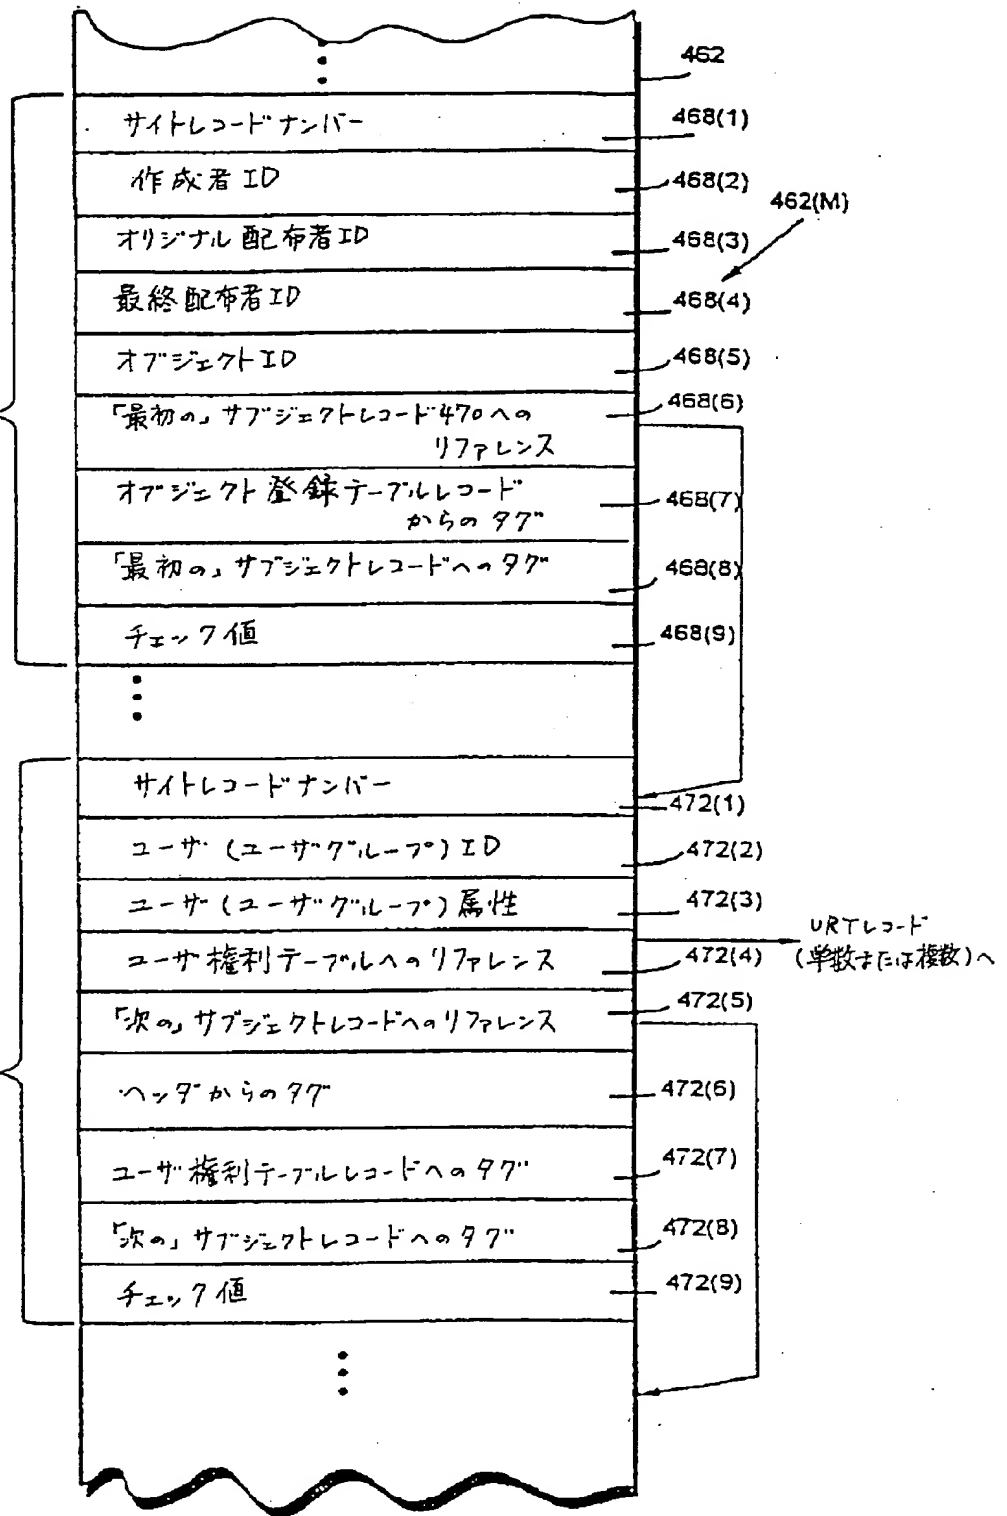 462
サイトレコードナンバー
468(1)
作成者ID
468(2)
462(M)
オリジナル配布者ID
468(3)
最終配布者ID
468(4)
オブジェクトID
468(5)
「最初の」サブジェクトレコード470への
リファレンス
468(6)
オブジェクト登録テーブルレコード
からのタグ
468(7)
「最初の」サブジェクトレコードへのタグ
468(8)
チェック値
468(9)
サイトレコードナンバー
472(1)
ユーザ(ユーザグループ)ID
472(2)
ユーザ(ユーザグループ)属性
472(3)
URTレコード
(単数または複数)へ
ユーザ権利テーブルへのリファレンス
472(4)
「次の」サブジェクトレコードへのリファレンス
472(5)
ヘッダからのタグ
472(6)
ユーザ権利テーブルレコードへのタグ
472(7)
「次の」サブジェクトレコードへのタグ
472(8)
チェック値
472(9)